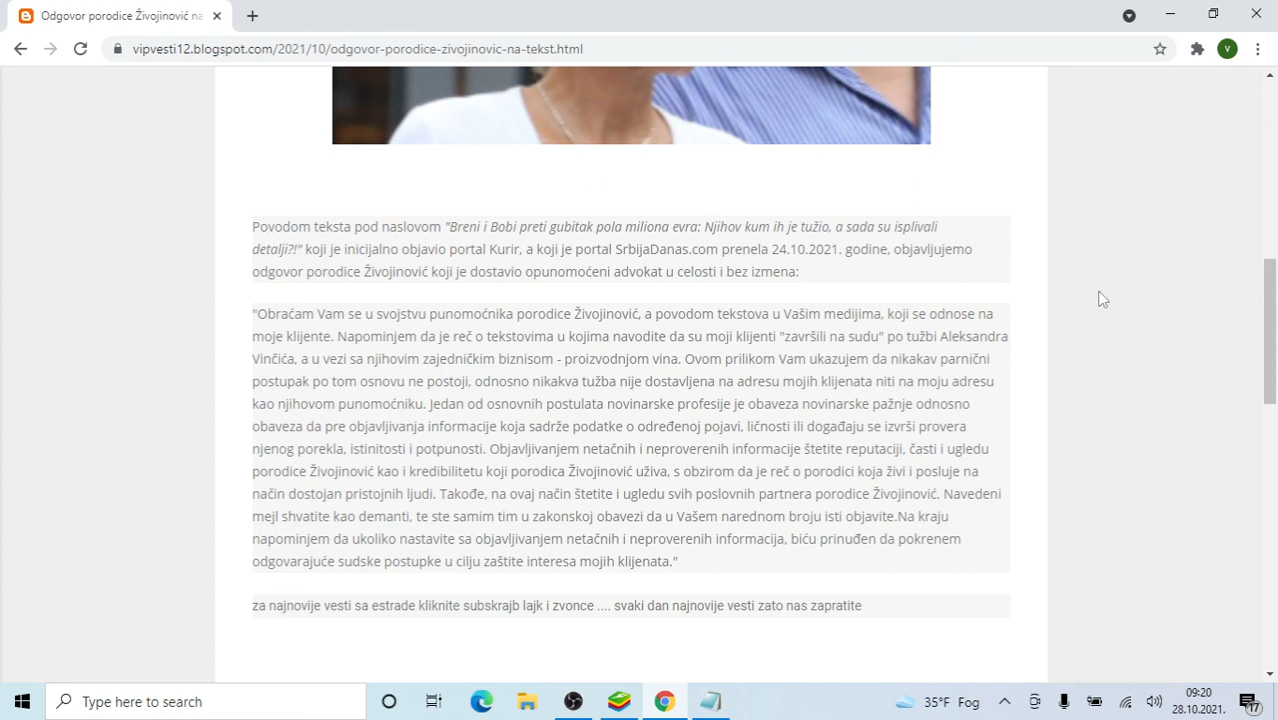 Odgovor porodice Živojinović na
vipvesti12.blogspot.com/2021/10/odgovor-porodice-zivojinovic-na-tekst.html
V
Povodom teksta pod naslovom "Breni i Bobi preti gubitak pola miliona evra: Njihov kum ih je tužio, a sada su isplivali
detalji?!" koji je inicijalno objavio portal Kurir, a koji je portal SrbijaDanas.com prenela 24.10.2021. godine, objavljujemo
odgovor porodice Živojinović koji je dostavio opunomoćeni advokat u celosti i bez izmena:
"Obraćam Vam se u svojstvu punomoćnika porodice Živojinović, a povodom tekstova u Vašim medijima, koji se odnose na
moje klijente. Napominjem da je reč o tekstovima u kojima navodite da su moji klijenti "završili na sudu" po tužbi Aleksandra
Vinčića, a u vezi sa njihovim zajedničkim biznisom - proizvodnjom vina. Ovom prilikom Vam ukazujem da nikakav parnični
postupak po tom osnovu ne postoji, odnosno nikakva tužba nije dostavljena na adresu mojih klijenata niti na moju adresu
kao njihovom punomoćniku. Jedan od osnovnih postulata novinarske profesije je obaveza novinarske pažnje odnosno
obaveza da pre objavljivanja informacije koja sadrže podatke o određenoj pojavi, ličnosti ili događaju se izvrši provera
njenog porekla, istinitosti i potpunosti. Objavljivanjem netačnih i neproverenih informacije štetite reputaciji, časti i ugledu
porodice Živojinović kao i kredibilitetu koji porodica Živojinović uživa, s obzirom da je reč o porodici koja živi i posluje na
način dostojan pristojnih ljudi. Takođe, na ovaj način štetite i ugledu svih poslovnih partnera porodice Živojinović. Navedeni
mejl shvatite kao demanti, te ste samim tim u zakonskoj obavezi da u Vašem narednom broju isti objavite.Na kraju
napominjem da ukoliko nastavite sa objavljivanjem netačnih i neproverenih informacija, biću prinuđen da pokrenem
odgovarajuće sudske postupke u cilju zaštite interesa mojih klijenata."
za najnovije vesti sa estrade kliknite subskrajb lajk i zvonce .... svaki dan najnovije vesti zato nas zapratite
Type here to search
35°F Fog
09:20
28.10.2021.
17